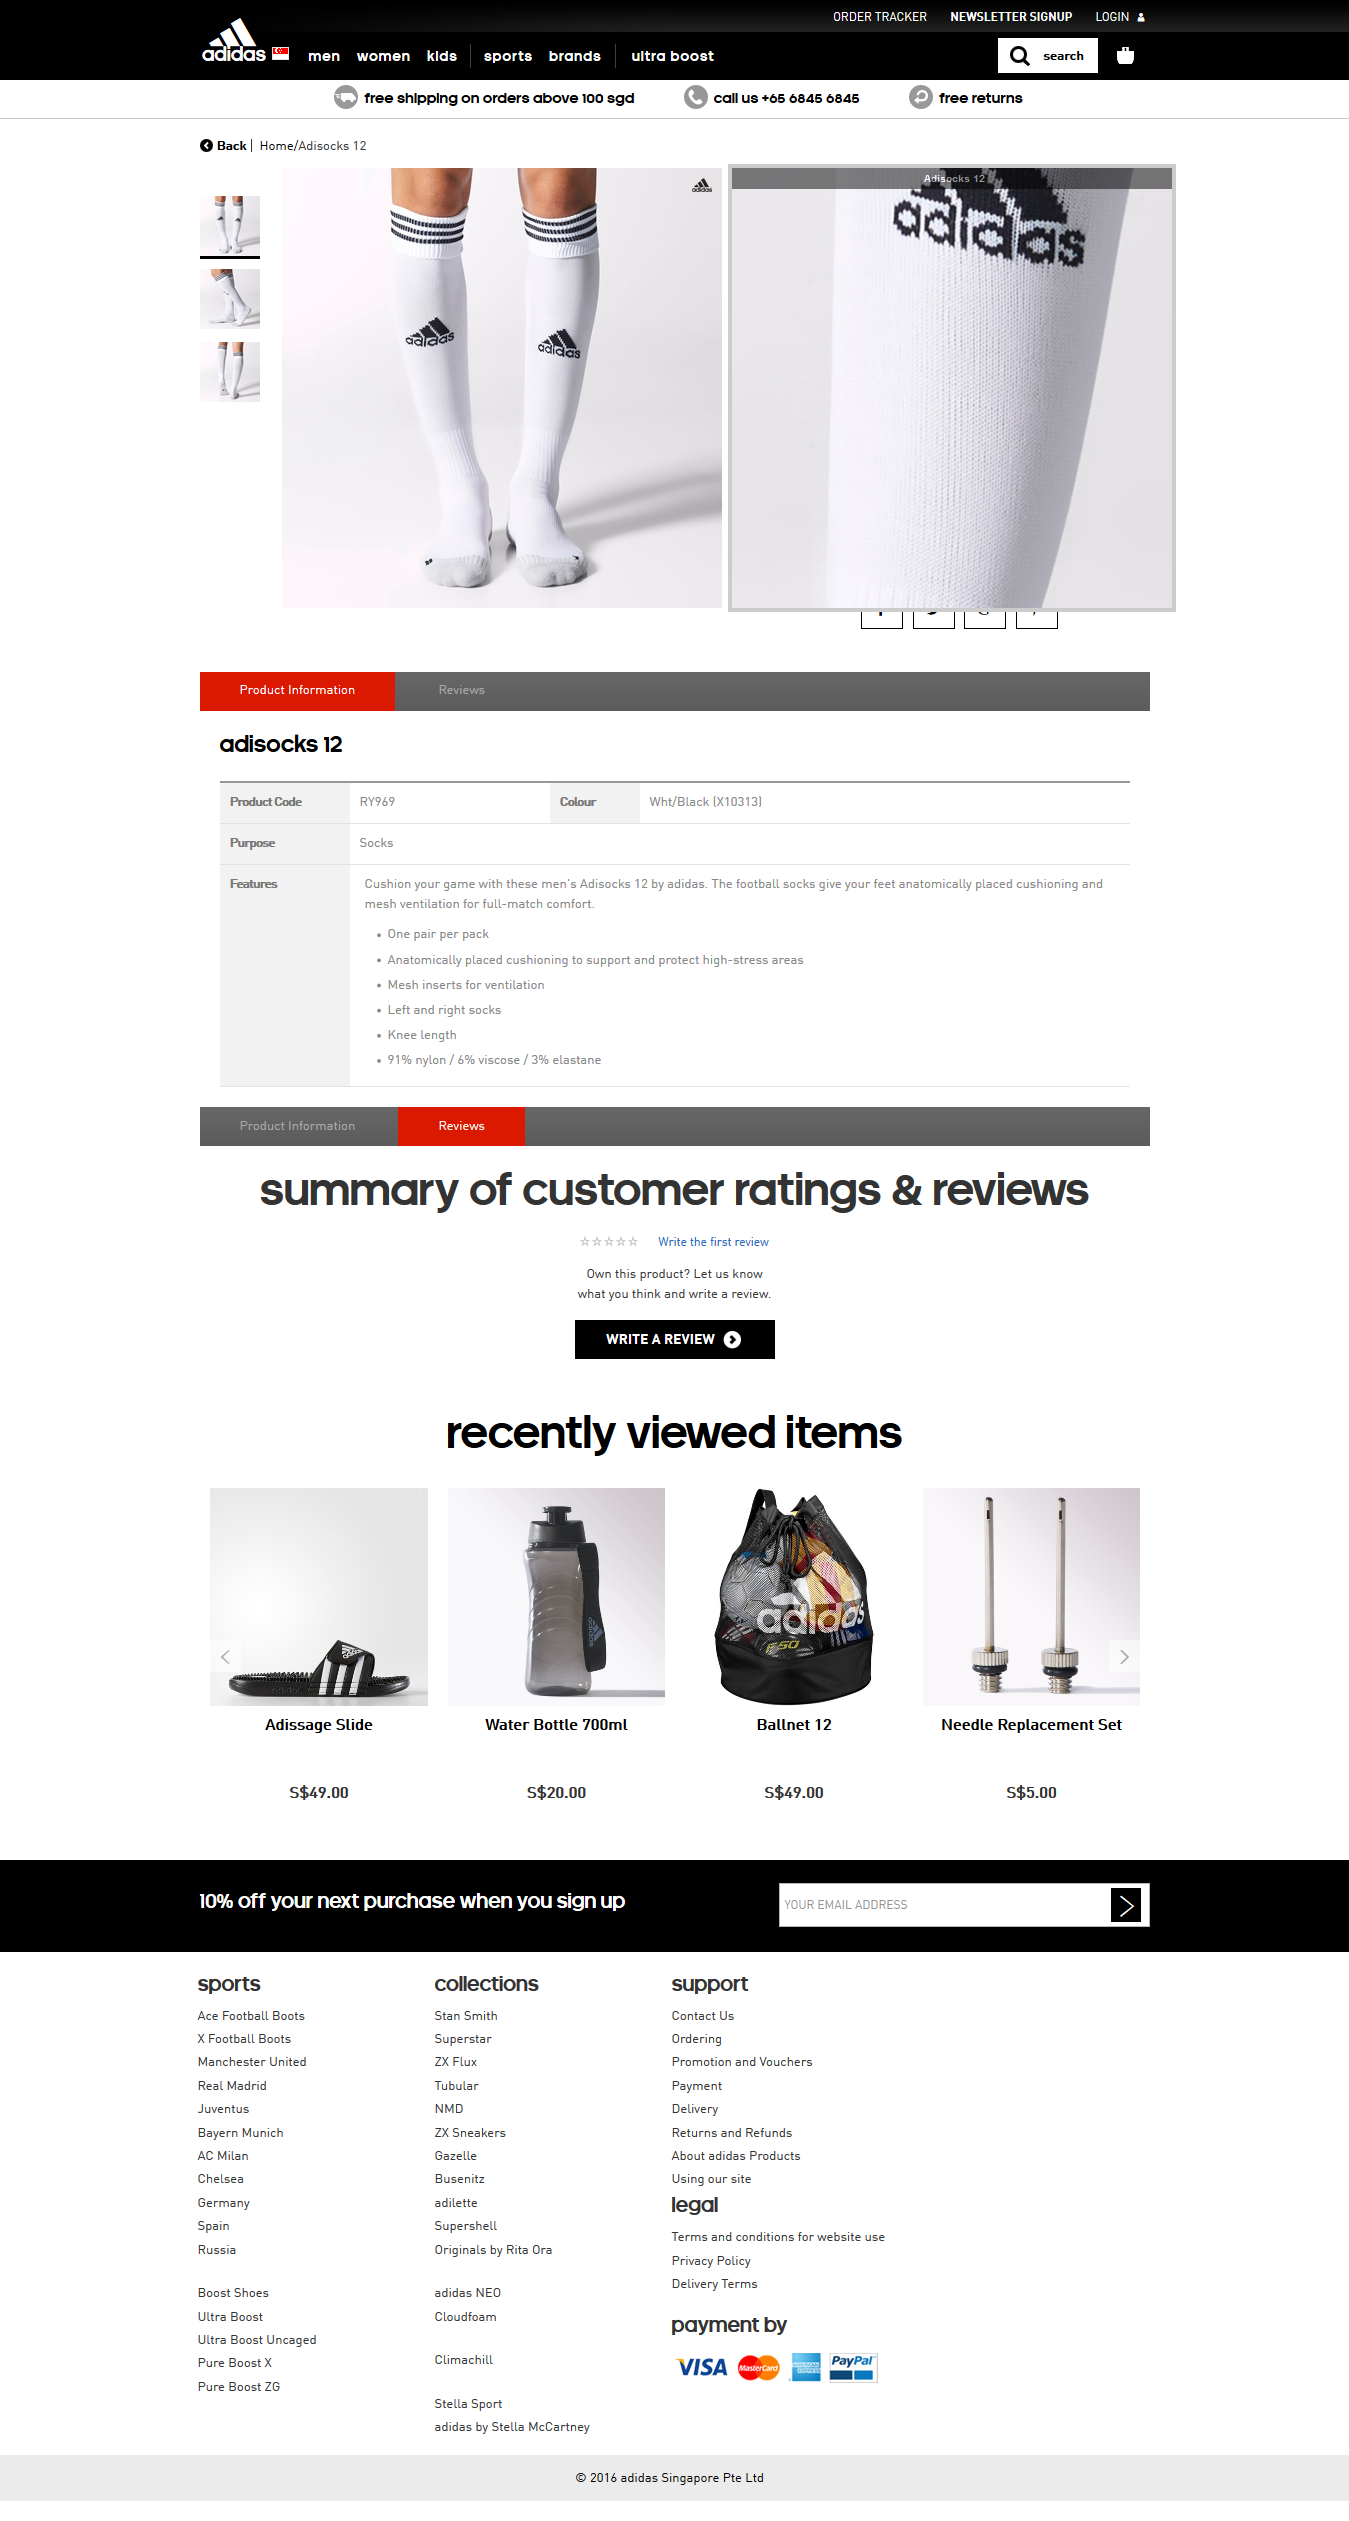 ORDER TRACKER NEWSLETTER SIGNUP LOGIN
adidas men women kids sports brands ultra boost search
free shipping on orders above 100 sgd call us +65 6845 6845 free returns
Back Home/Adisocks 12
adidas
Adisocks 12
adidas
adidas adidas
Product Information Reviews
adisocks 12
Product Code RY969 Colour Wht/Black (X10313)
Purpose Socks
Features Cushion your game with these men's Adisocks 12 by adidas. The football socks give your feet anatomically placed cushioning and
mesh ventilation for full-match comfort.
• One pair per pack
• Anatomically placed cushioning to support and protect high-stress areas
• Mesh inserts for ventilation
• Left and right socks
• Knee length
• 91% nylon / 6% viscose / 3% elastane
Product Information Reviews
summary of customer ratings & reviews
Write the first review
Own this product? Let us know
what you think and write a review.
WRITE A REVIEW
recently viewed items
adidas
F50
Adissage Slide Water Bottle 700ml Ballnet 12 Needle Replacement Set
S$49.00 S$20.00 S$49.00 S$5.00
10% off your next purchase when you sign up YOUR EMAIL ADDRESS
sports
Ace Football Boots
X Football Boots
Manchester United
Real Madrid
Juventus
Bayern Munich
AC Milan
Chelsea
Germany
Spain
Russia
Boost Shoes
Ultra Boost
Ultra Boost Uncaged
Pure Boost X
Pure Boost ZG
collections
Stan Smith
Superstar
ZX Flux
Tubular
NMD
ZX Sneakers
Gazelle
Busenitz
adilette
Supershell
Originals by Rita Ora
adidas NEO
Cloudfoam
Climachill
Stella Sport
adidas by Stella McCartney
support
Contact Us
Ordering
Promotion and Vouchers
Payment
Delivery
Returns and Refunds
About adidas Products
Using our site
legal
Terms and conditions for website use
Privacy Policy
Delivery Terms
payment by
VISA MasterCard AMERICAN EXPRESS PayPal
© 2016 adidas Singapore Pte Ltd